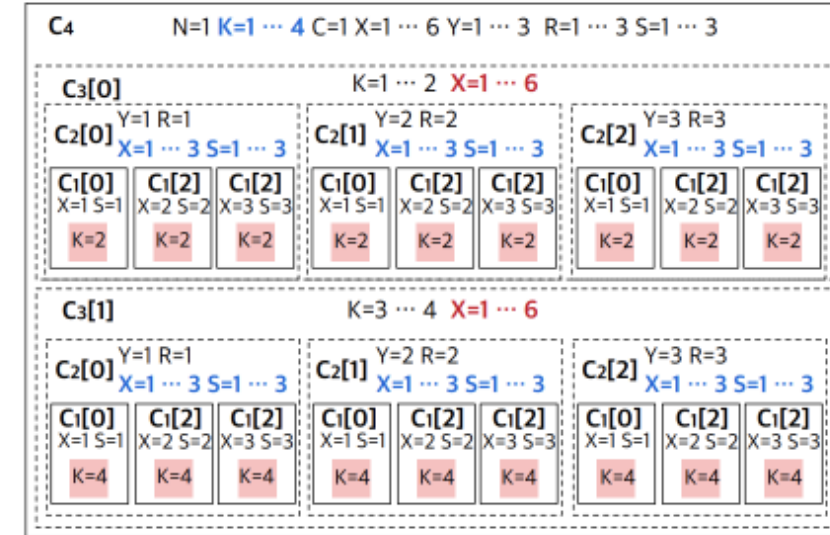 C4 N=1 K=1 ··· 4 C=1 X=1 ··· 6 Y=1 ··· 3 R=1 ··· 3 S=1 ··· 3
C3[0] K=1 ··· 2 X=1 ··· 6
C2[0] Y=1 R=1
X=1 ··· 3 S=1 ··· 3
C2[1] Y=2 R=2
X=1 ··· 3 S=1 ··· 3
C2[2] Y=3 R=3
X=1 ··· 3 S=1 ··· 3
C1[0] C1[2] C1[2] C1[0] C1[2] C1[2] C1[0] C1[2] C1[2]
X=1 S=1 X=2 S=2 X=3 S=3 X=1 S=1 X=2 S=2 X=3 S=3 X=1 S=1 X=2 S=2 X=3 S=3
K=2 K=2 K=2 K=2 K=2 K=2 K=2 K=2 K=2
C3[1] K=3 ··· 4 X=1 ··· 6
C2[0] Y=1 R=1
X=1 ··· 3 S=1 ··· 3
C2[1] Y=2 R=2
X=1 ··· 3 S=1 ··· 3
C2[2] Y=3 R=3
X=1 ··· 3 S=1 ··· 3
C1[0] C1[2] C1[2] C1[0] C1[2] C1[2] C1[0] C1[2] C1[2]
X=1 S=1 X=2 S=2 X=3 S=3 X=1 S=1 X=2 S=2 X=3 S=3 X=1 S=1 X=2 S=2 X=3 S=3
K=4 K=4 K=4 K=4 K=4 K=4 K=4 K=4 K=4